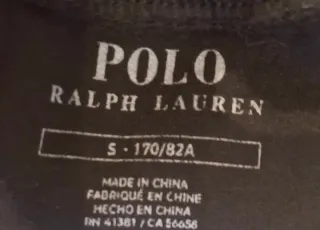 POLO
RALPH LAUREN
S - 170/82A
MADE IN CHINA
FABRIQUÉ EN CHINE
HECHO EN CHINA
RN 41381 / CA 56658